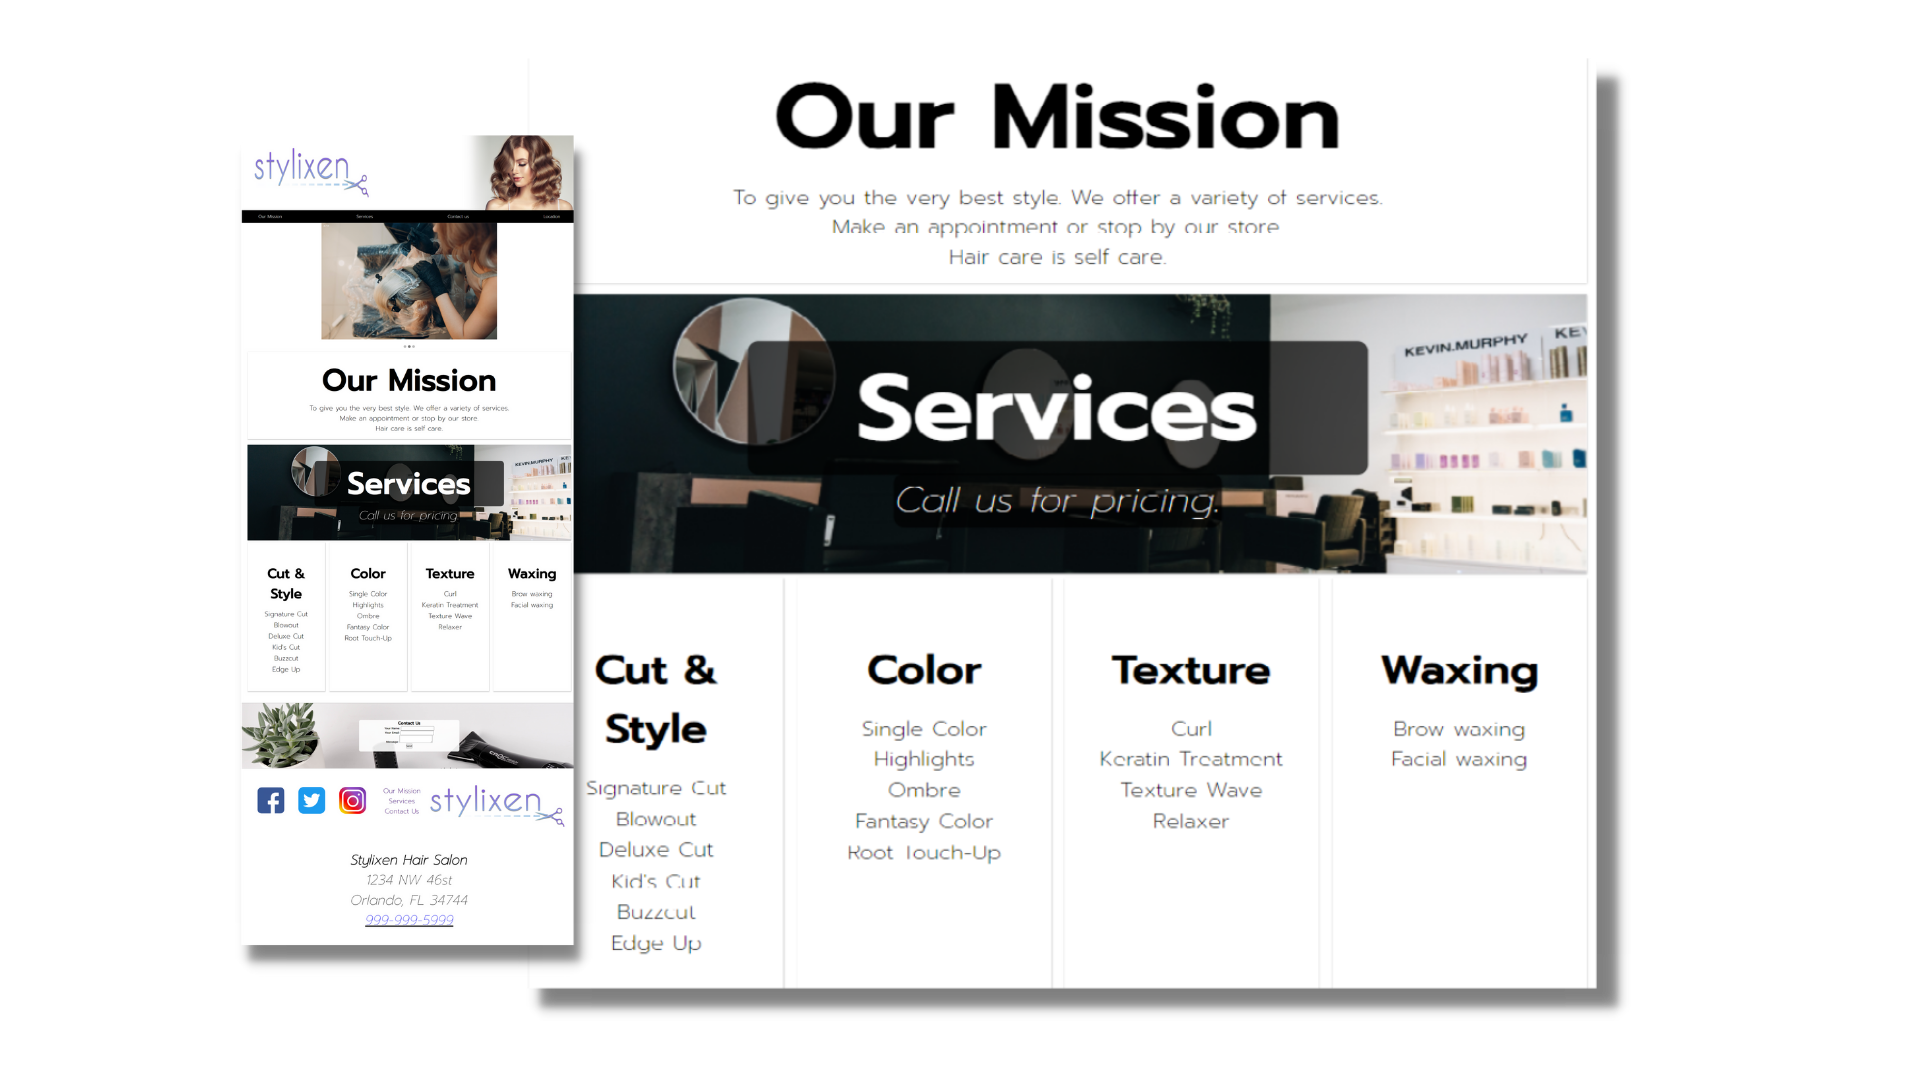 stylixen
Our Mission
Services
Contact us
Location
Our Mission
To give you the very best style. We offer a variety of services.
Make an appointment or stop by our store.
Hair care is self care.
KEVIN.MURPHY
Services
Call us for pricing.
Cut &
Style
Signature Cut
Blowout
Deluxe Cut
Kid's Cut
Buzzcut
Edge Up
Color
Single Color
Highlights
Ombre
Fantasy Color
Root Touch-Up
Texture
Curl
Keratin Treatment
Texture Wave
Relaxer
Waxing
Brow waxing
Facial waxing
Contact Us
Your Name
Your Email
Our Mission
Services
Contact Us
stylixen
Stylixen Hair Salon
1234 NW 46st
Orlando, FL 34744
999-999-5999
Our Mission
To give you the very best style. We offer a variety of services.
Make an appointment or stop by our store
Hair care is self care.
KEVIN.MURPHY
KE
Services
Call us for pricing.
Cut &
Style
Signature Cut
Blowout
Deluxe Cut
Kid's Cut
Buzzcut
Edge Up
Color
Single Color
Highlights
Ombre
Fantasy Color
Root Touch-Up
Texture
Curl
Keratin Treatment
Texture Wave
Relaxer
Waxing
Brow waxing
Facial waxing